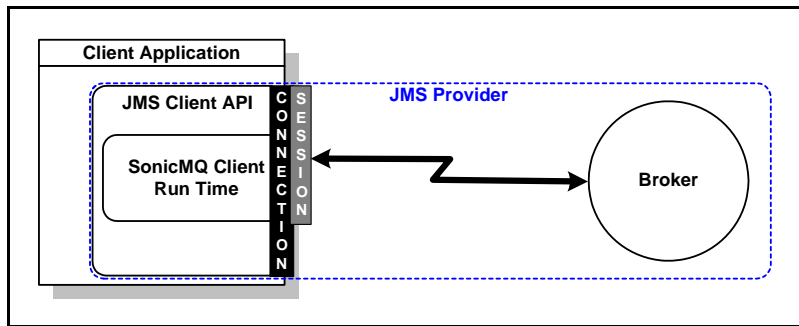 Client Application
JMS Client API
SonicMQ Client
Run Time
CONNECTION
SESSION
JMS Provider
Broker